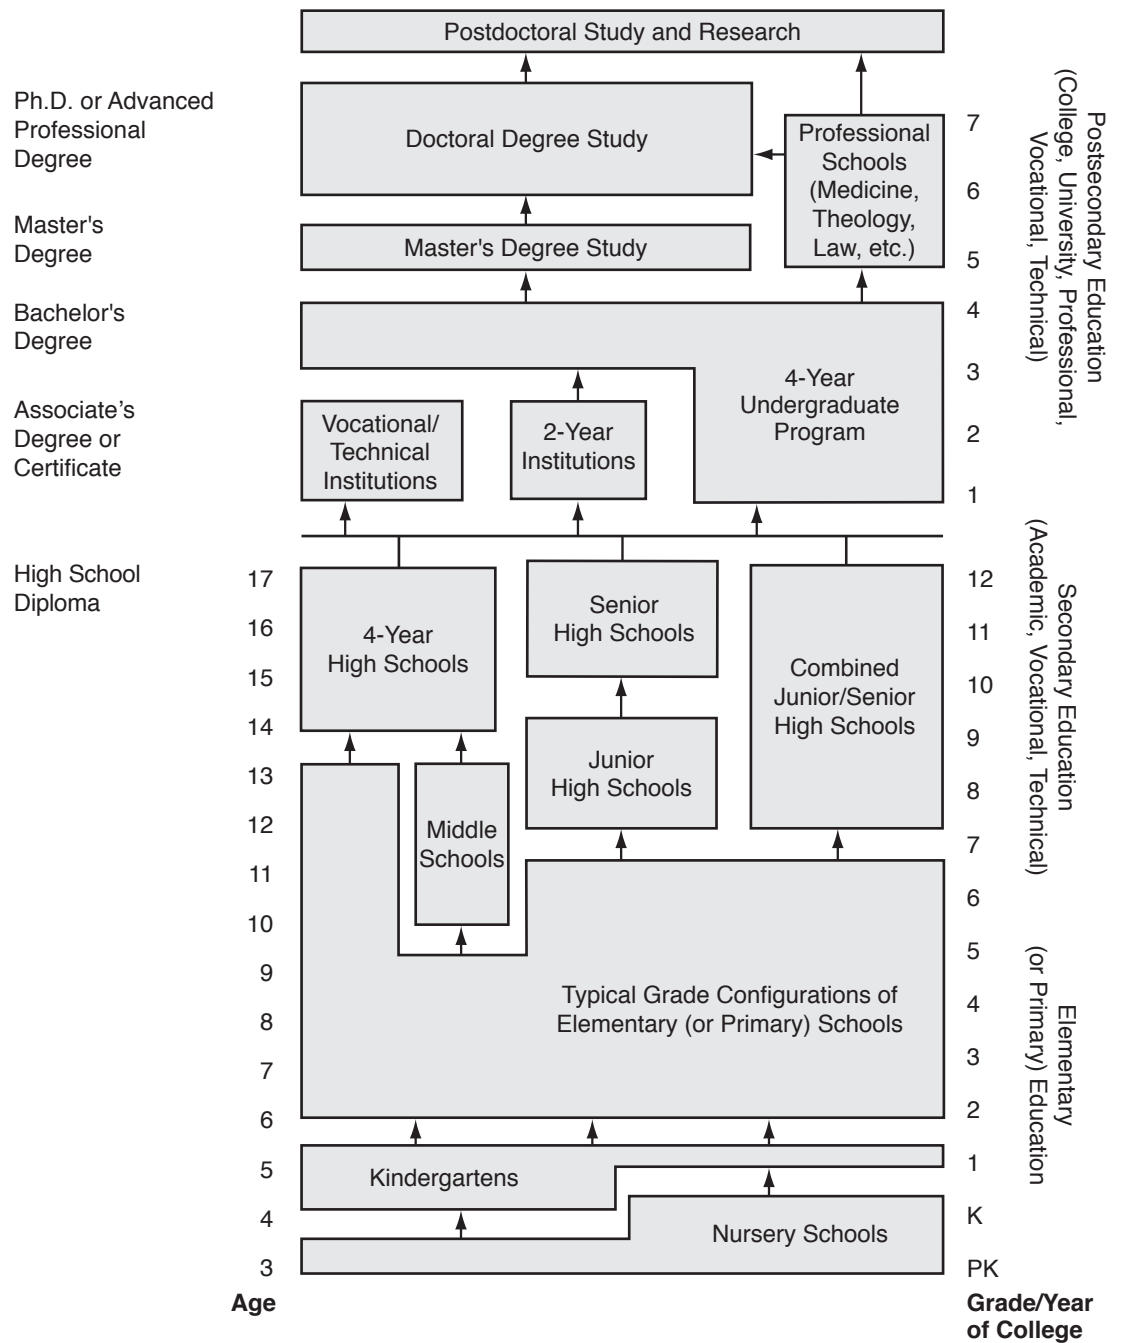 Postdoctoral Study and Research
Ph.D. or Advanced
Professional
Degree
Doctoral Degree Study
Professional
Schools
(Medicine,
Theology,
Law, etc.)
7
6
5
Master's
Degree
Master's Degree Study
Bachelor's
Degree
4-Year
Undergraduate
Program
4
3
2
1
Associate’s
Degree or
Certificate
Vocational/
Technical
Institutions
2-Year
Institutions
Postsecondary Education
(College, University, Professional,
Vocational, Technical)
High School
Diploma
17
16
15
14
13
12
11
10
9
8
7
6
5
4
3
Age
4-Year
High Schools
Senior
High Schools
Combined
Junior/Senior
High Schools
Junior
High Schools
Middle
Schools
Typical Grade Configurations of
Elementary (or Primary) Schools
Kindergartens
Nursery Schools
12
11
10
9
8
7
6
5
4
3
2
1
K
PK
Grade/Year
of College
Secondary Education
(Academic, Vocational, Technical)
Elementary
(or Primary) Education